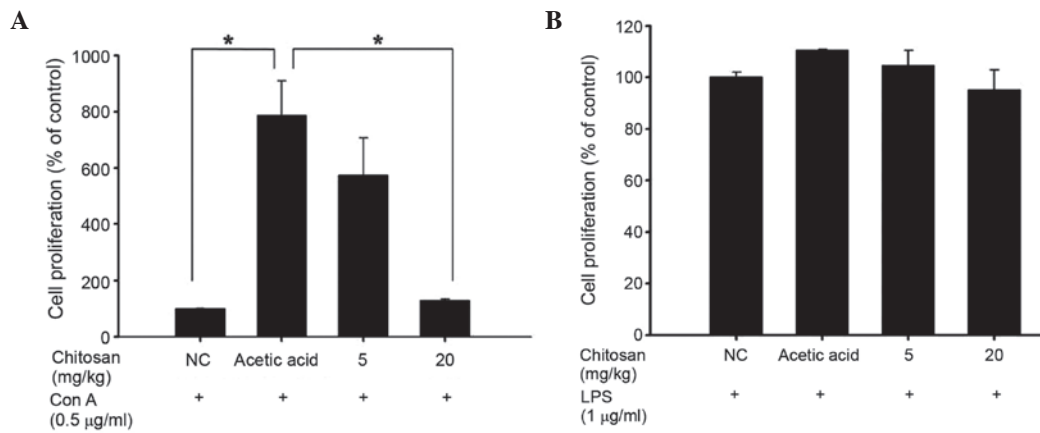 A
Cell proliferation (% of control)
1000
800
600
400
200
0
*
*
Chitosan (mg/kg)
NC
Acetic acid
5
20
Con A (0.5 µg/ml)
+
+
+
+
B
Cell proliferation (% of control)
120
100
80
60
40
20
0
Chitosan (mg/kg)
NC
Acetic acid
5
20
LPS (1 µg/ml)
+
+
+
+